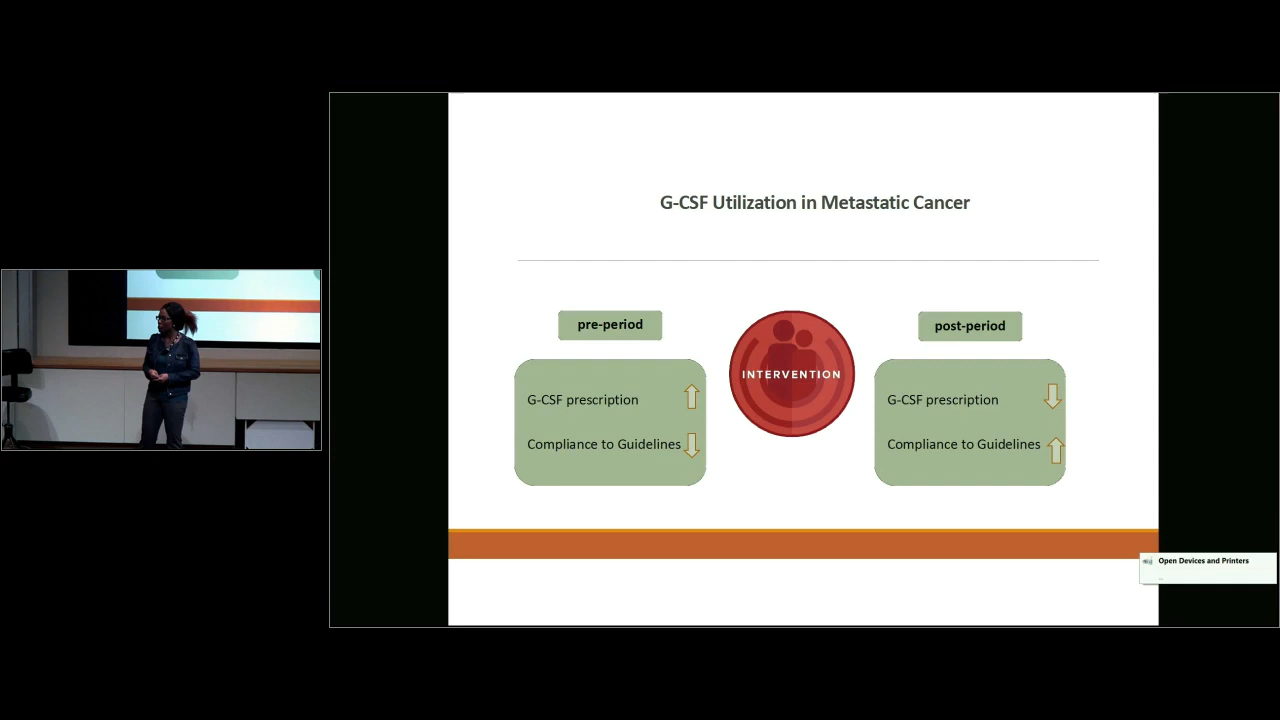 G-CSF Utilization in Metastatic Cancer
pre-period
G-CSF prescription
Compliance to Guidelines
INTERVENTION
post-period
G-CSF prescription
Compliance to Guidelines
Open Devices and Printers